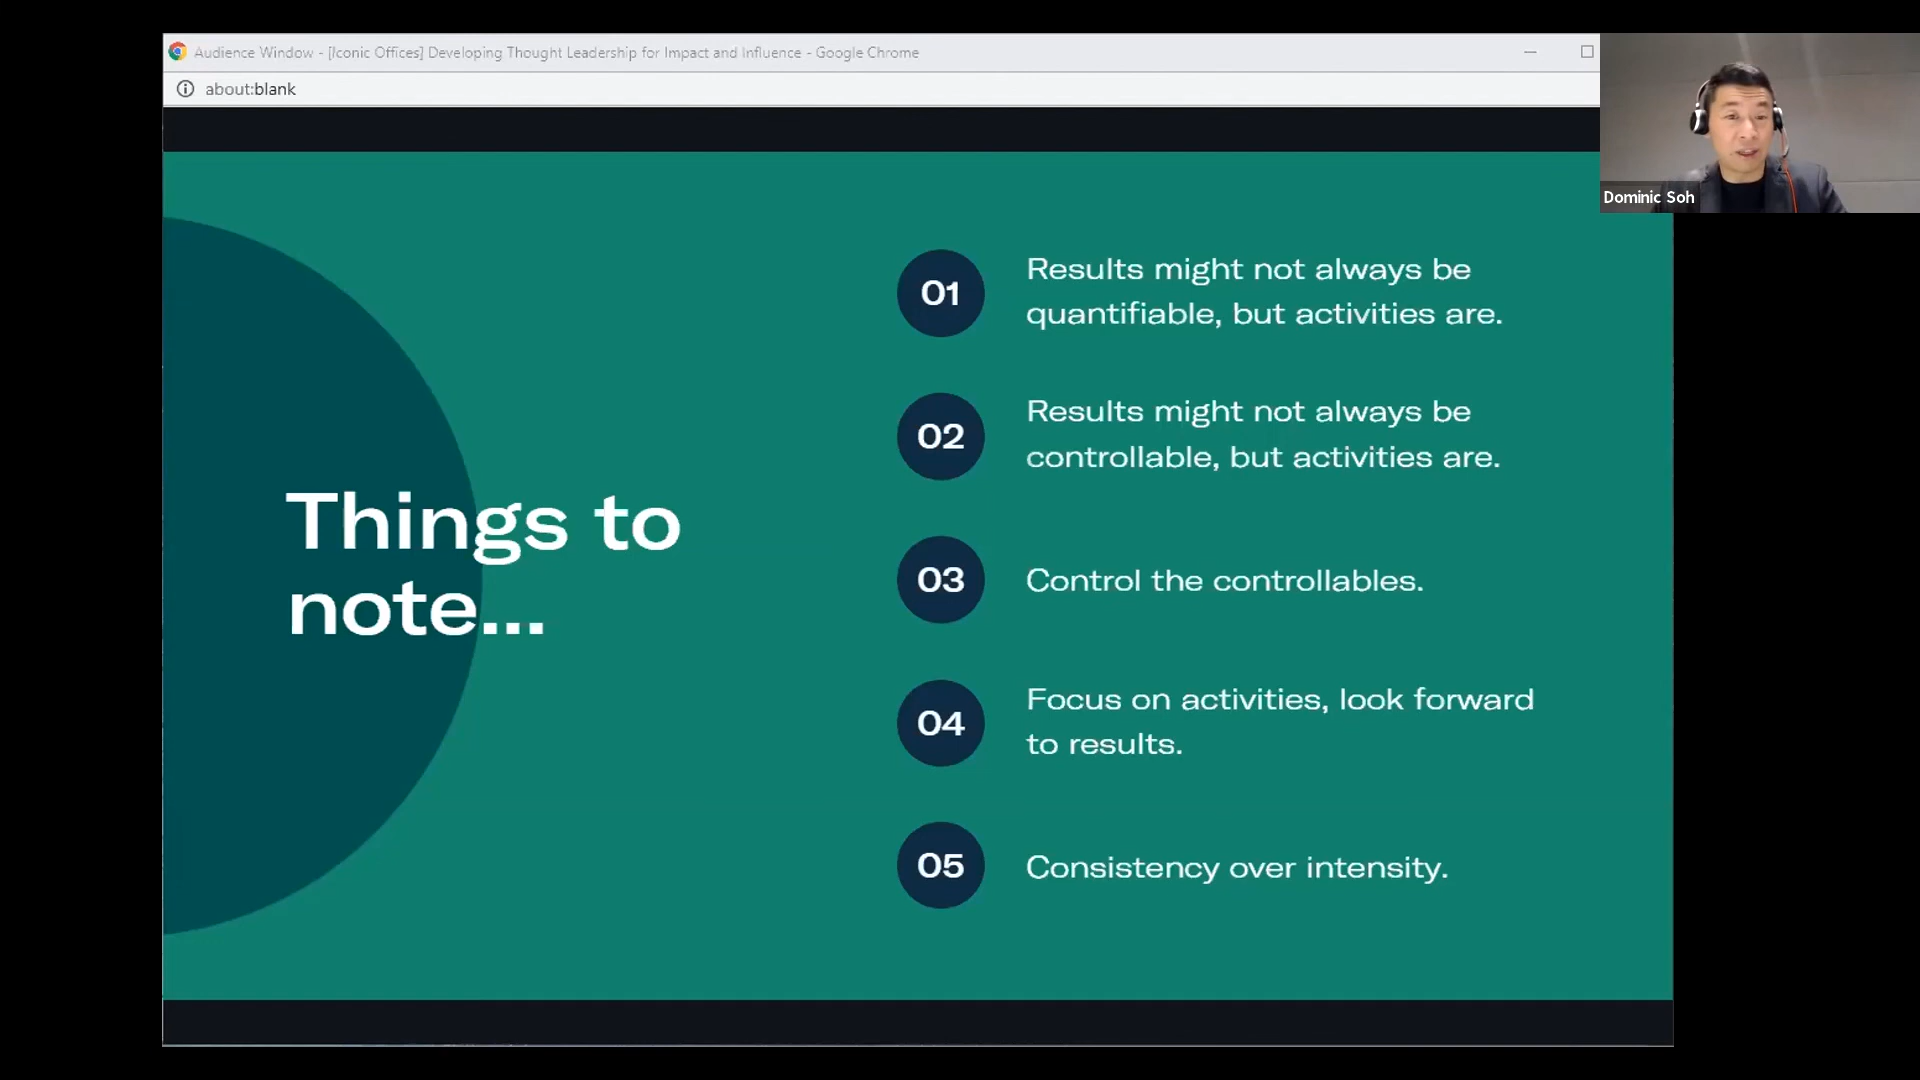 Audience Window - [Iconic Offices] Developing Thought Leadership for Impact and Influence - Google Chrome
about:blank
Dominic Soh
Things to
note...
01
Results might not always be
quantifiable, but activities are.
02
Results might not always be
controllable, but activities are.
03
Control the controllables.
04
Focus on activities, look forward
to results.
05
Consistency over intensity.